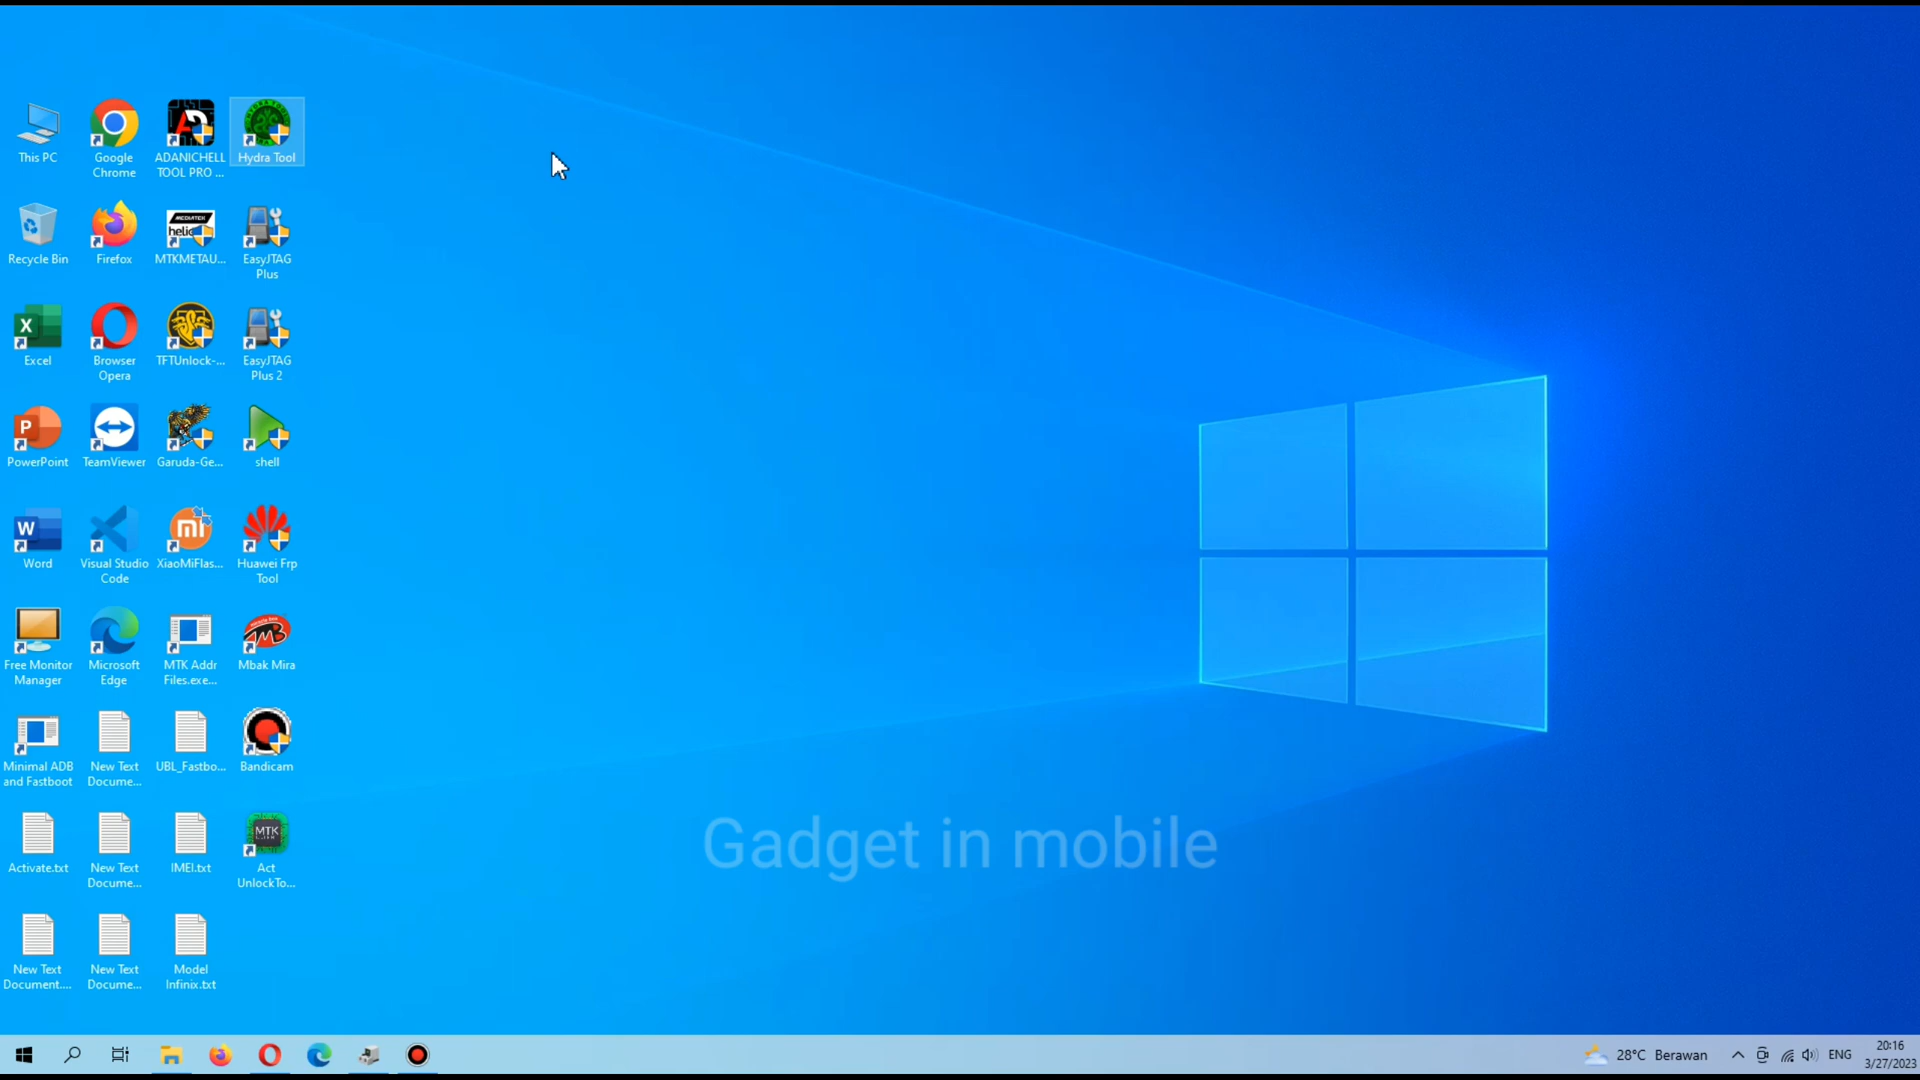 This PC
Google
Chrome
ADANICHELL
TOOL PRO ...
Hydra Tool
Recycle Bin
Firefox
MEDIATEK
helio
MTKMETAU...
EasyJTAG
Plus
Excel
Browser
Opera
TFTUnlock-...
EasyJTAG
Plus 2
PowerPoint
TeamViewer
Garuda-Ge...
shell
Word
Visual Studio
Code
XiaoMiFlas...
Huawei Frp
Tool
Free Monitor
Manager
Microsoft
Edge
MTK Addr
Files.exe...
Mbak Mira
Minimal ADB
and Fastboot
New Text
Docume...
UBL_Fastbo...
Bandicam
Activate.txt
New Text
Docume...
IMEI.txt
MTK
Act
UnlockTo...
New Text
Document....
New Text
Docume...
Model
Infinix.txt
Gadget in mobile
28°C Berawan
ENG
20:16
3/27/2023